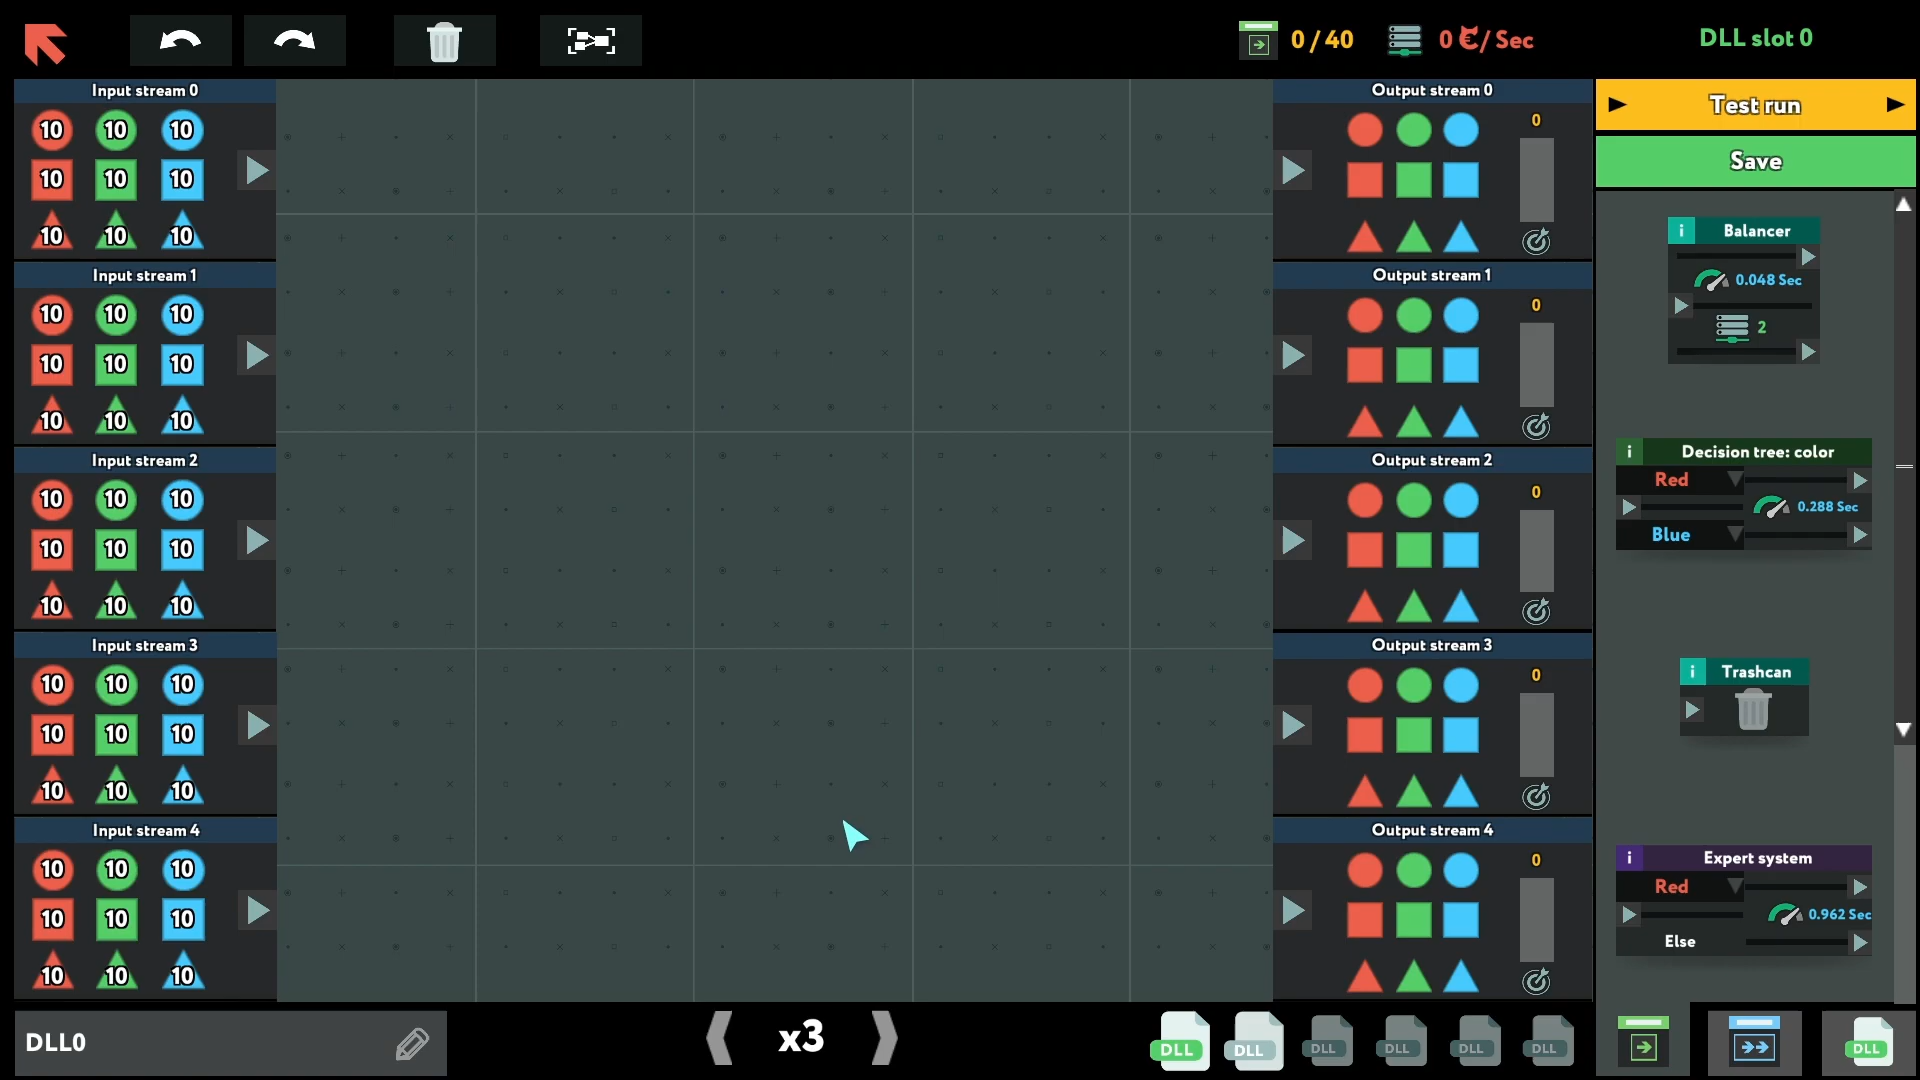 0 / 40
0 €/ Sec
DLL slot 0
Input stream 0
10 10 10
10 10 10
10 10 10
Input stream 1
10 10 10
10 10 10
10 10 10
Input stream 2
10 10 10
10 10 10
10 10 10
Input stream 3
10 10 10
10 10 10
10 10 10
Input stream 4
10 10 10
10 10 10
10 10 10
Output stream 0
0
Output stream 1
0
Output stream 2
0
Output stream 3
0
Output stream 4
0
Test run
Save
i Balancer
0.048 Sec
2
i Decision tree: color
Red
0.288 Sec
Blue
i Trashcan
i Expert system
Red
0.962 Sec
Else
DLL0
x3
DLL DLL DLL DLL DLL DLL
DLL